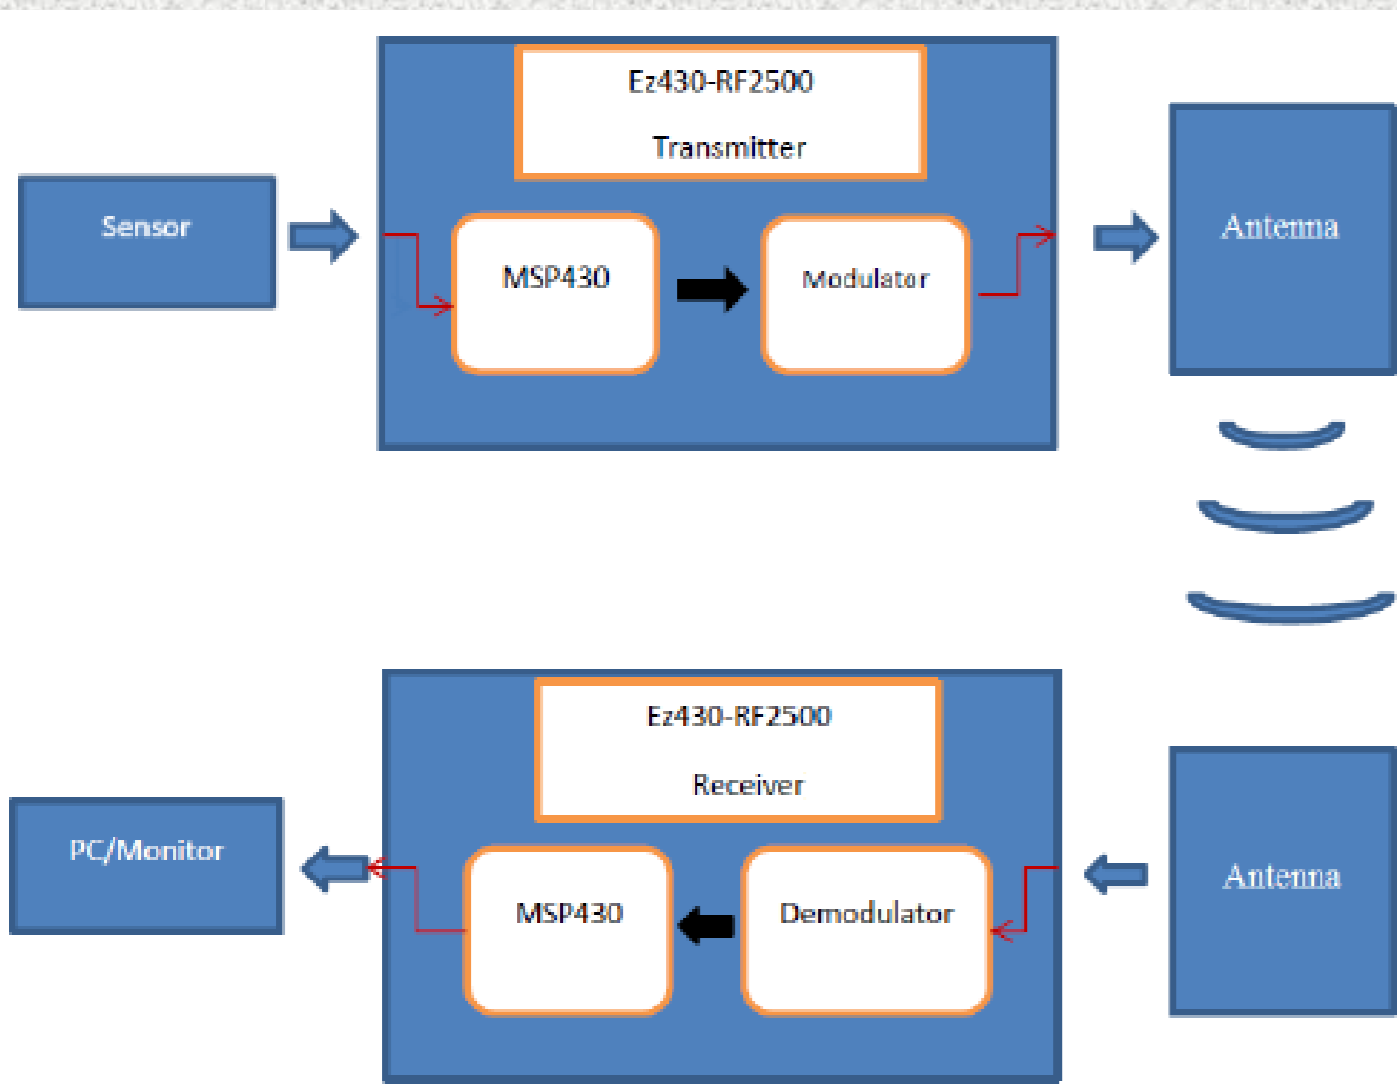 Ez430-RF2500
Transmitter
Sensor
MSP430
Modulator
Antenna
Ez430-RF2500
Receiver
PC/Monitor
MSP430
Demodulator
Antenna